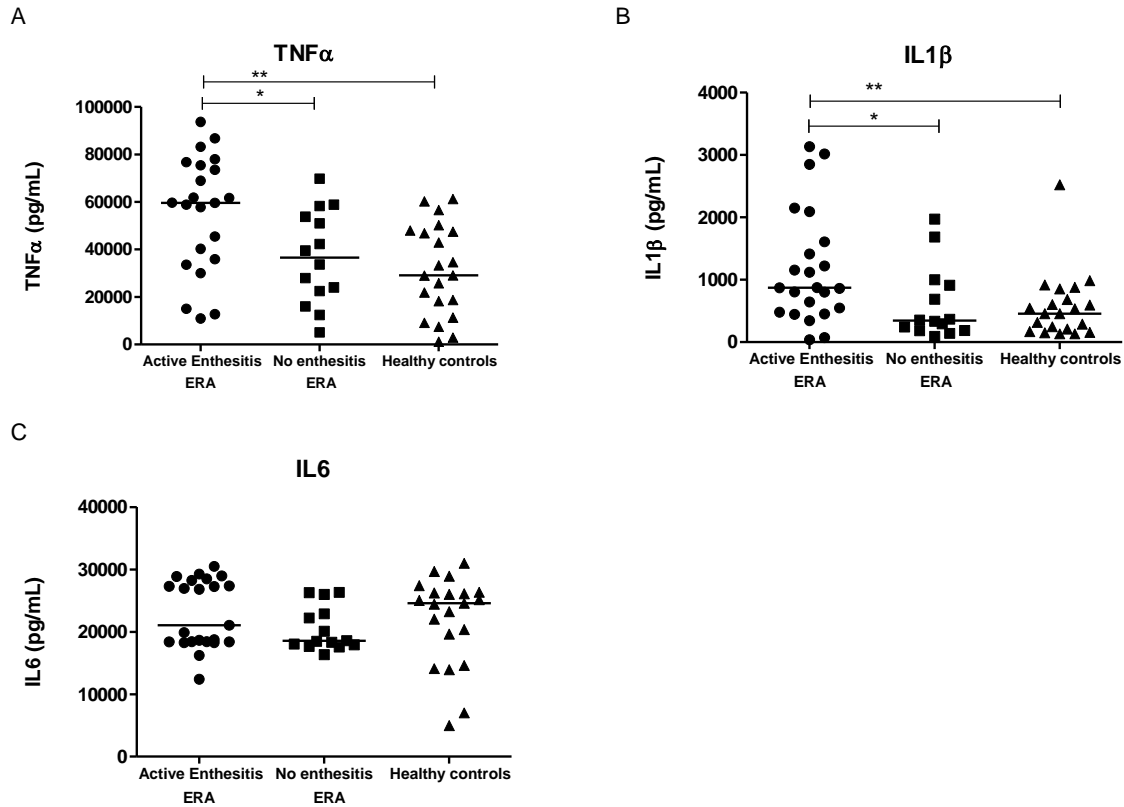 A
TNFα
**
*
TNFα (pg/mL)
100000
80000
60000
40000
20000
0
Active Enthesitis
ERA
No enthesitis
ERA
Healthy controls
B
IL1β
**
*
IL1β (pg/mL)
4000
3000
2000
1000
0
Active Enthesitis
ERA
No enthesitis
ERA
Healthy controls
C
IL6
IL6 (pg/mL)
40000
30000
20000
10000
0
Active Enthesitis
ERA
No enthesitis
ERA
Healthy controls